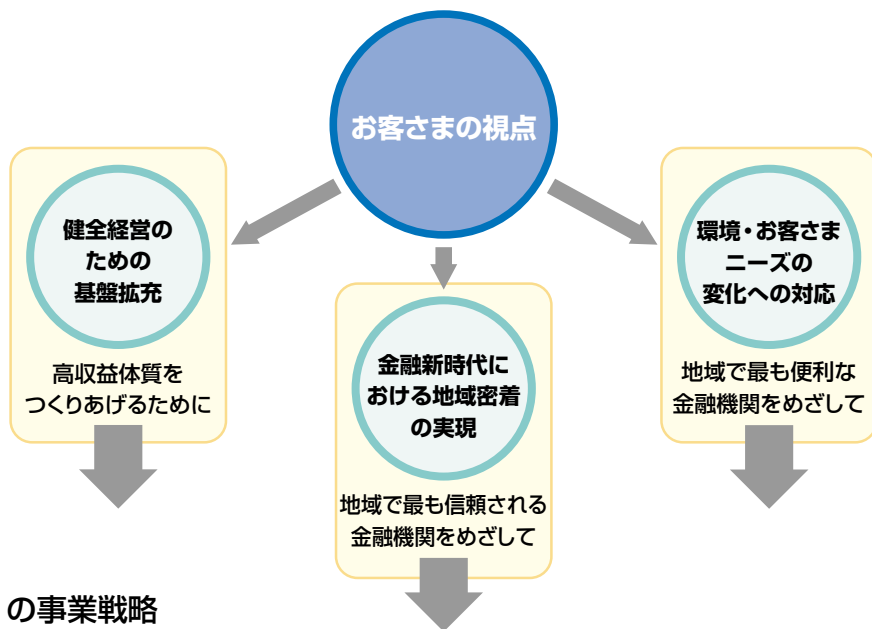 お客さまの視点
健全経営の
ための
基盤拡充
高収益体質を
つくりあげるために
金融新時代に
おける地域密着
の実現
地域で最も信頼される
金融機関をめざして
環境・お客さま
ニーズの
変化への対応
地域で最も便利な
金融機関をめざして
の事業戦略